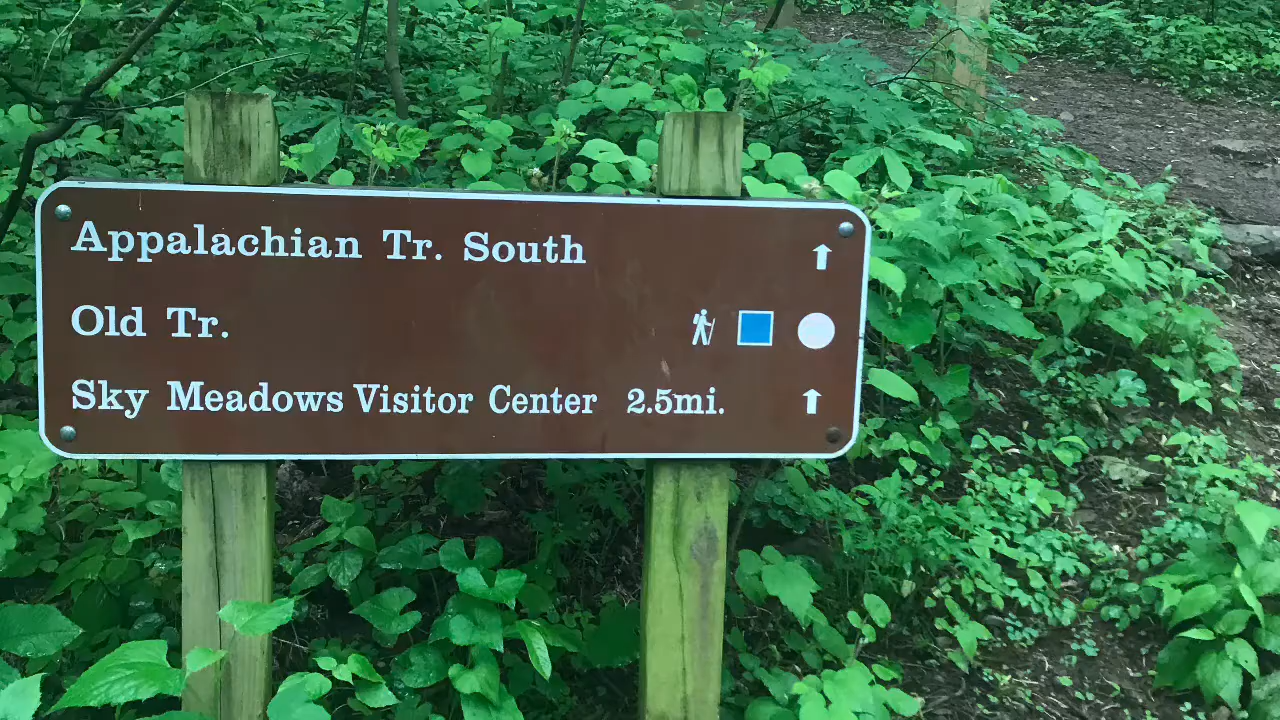 Appalachian Tr. South
Old Tr.
Sky Meadows Visitor Center 2.5mi.